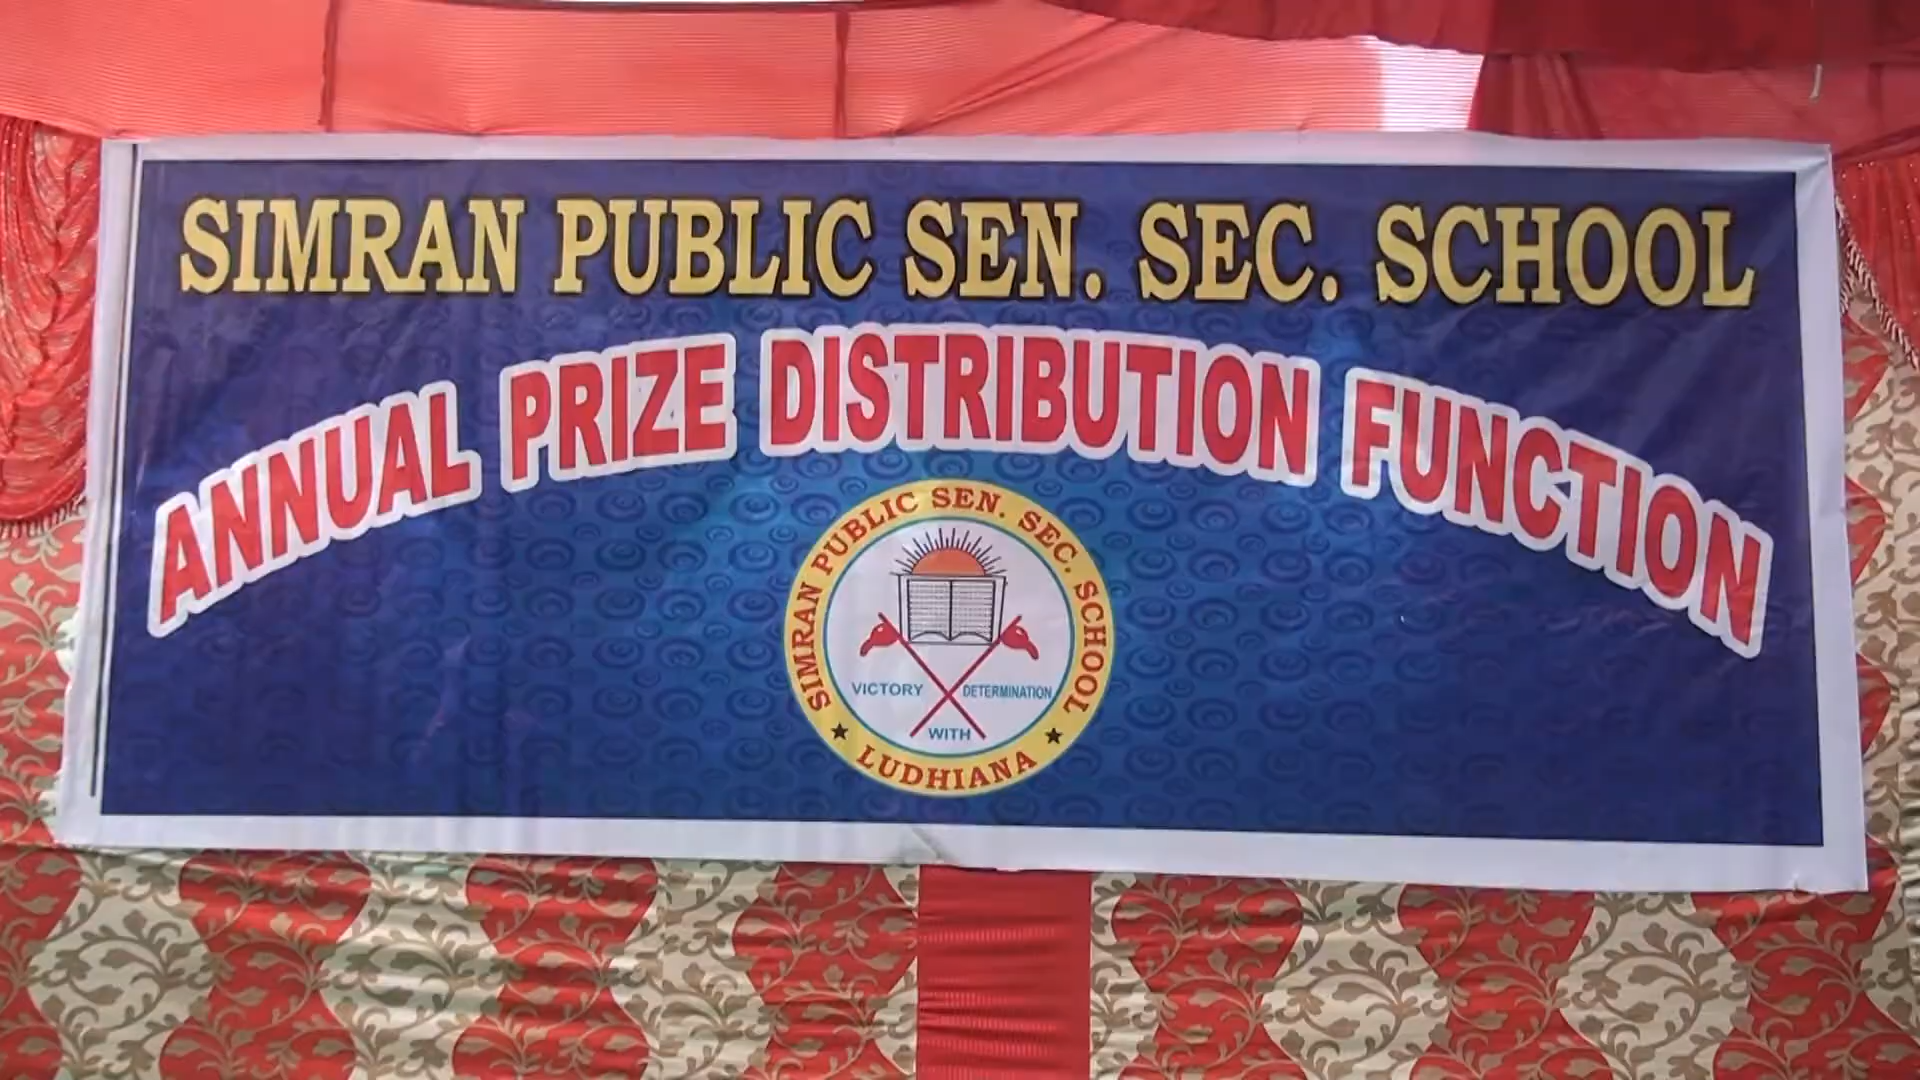 SIMRAN PUBLIC SEN. SEC. SCHOOL
ANNUAL PRIZE DISTRIBUTION FUNCTION
SIMRAN PUBLIC SEN. SEC. SCHOOL
VICTORY DETERMINATION
WITH
★ LUDHIANA ★